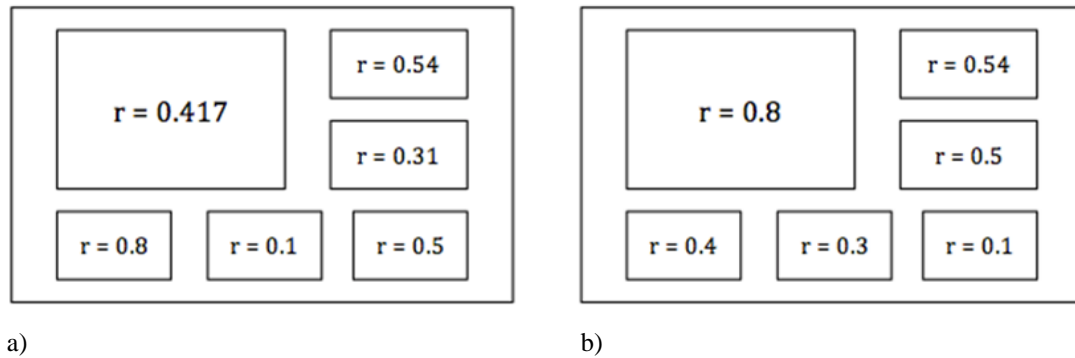 r = 0.417
r = 0.54
r = 0.31
r = 0.8
r = 0.1
r = 0.5
a)
r = 0.8
r = 0.54
r = 0.5
r = 0.4
r = 0.3
r = 0.1
b)